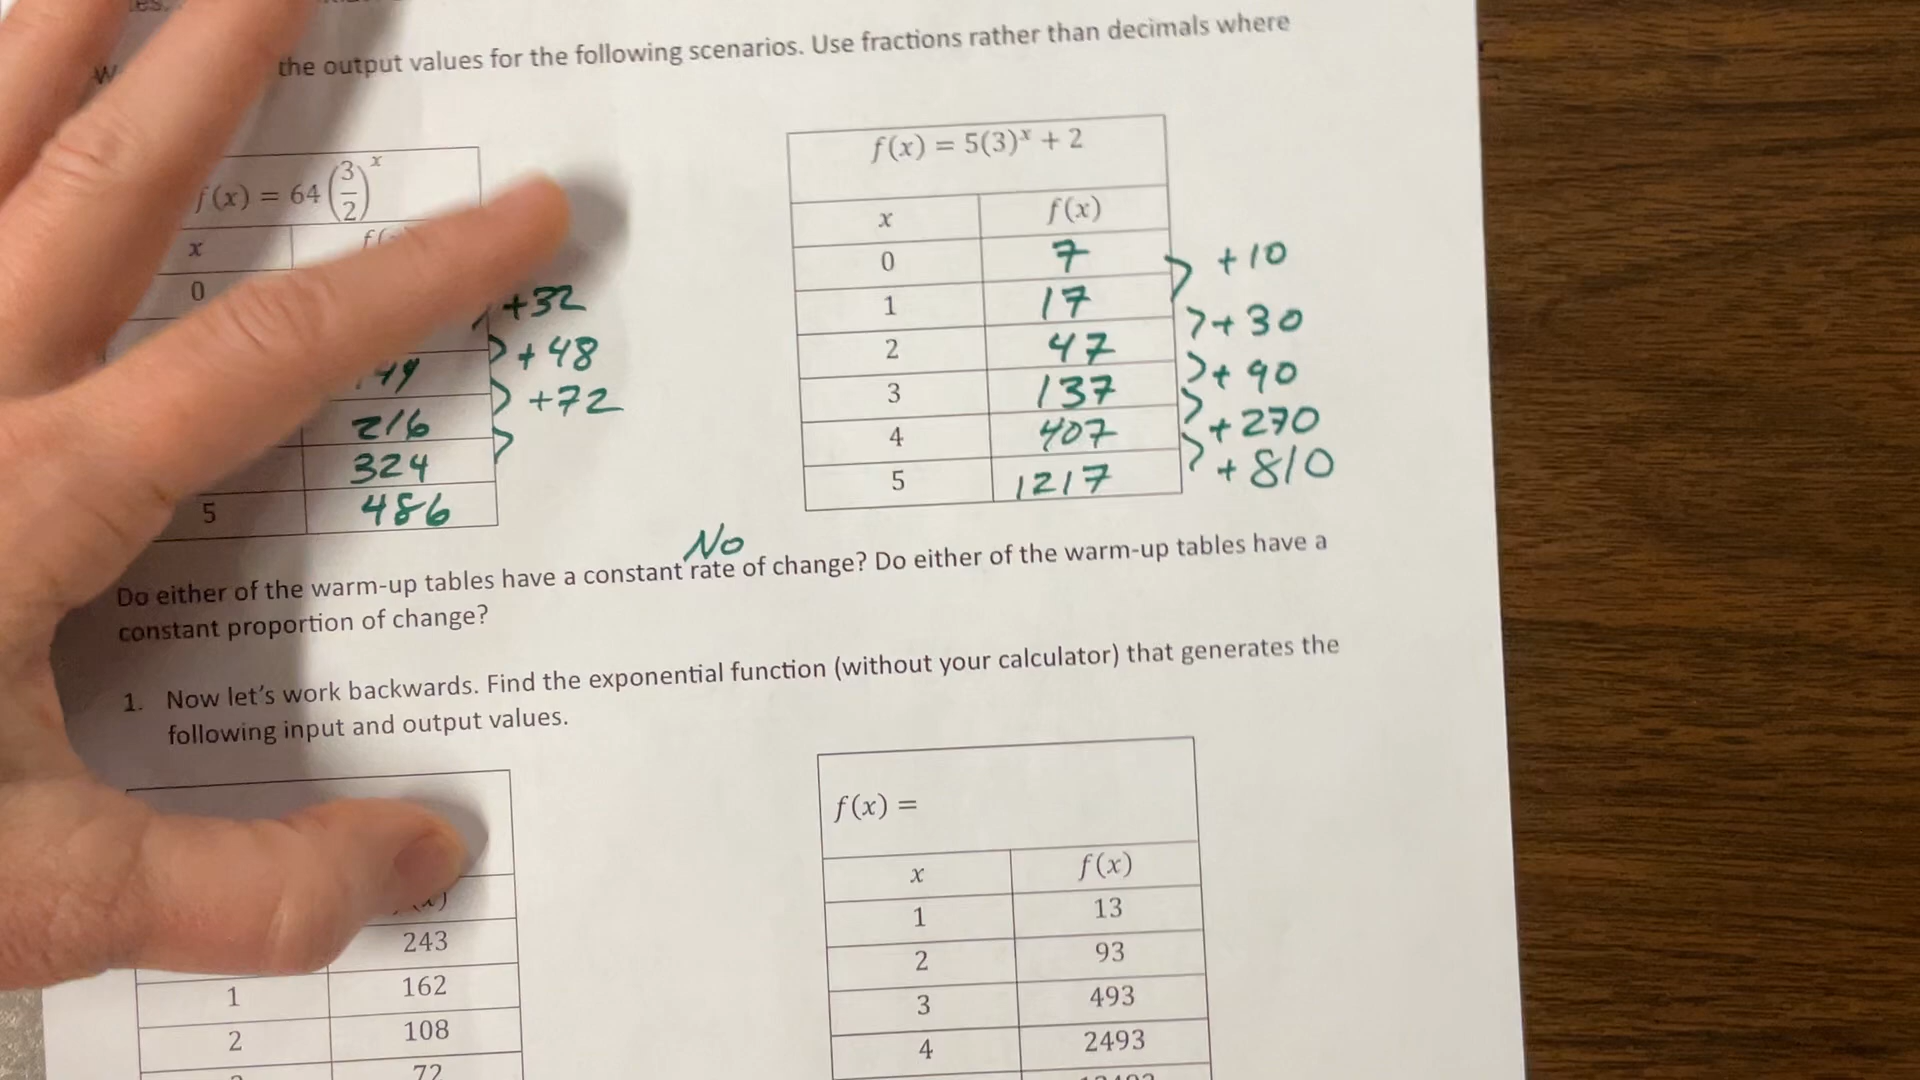 the output values for the following scenarios. Use fractions rather than decimals where
f(x) = 64 (3/2)^x
x
0
+32
+48
+72
216
324
5 486
f(x) = 5(3)^x + 2
x f(x)
0 7
1 17
2 47
3 137
4 407
5 1217
+10
+30
+90
+270
+810
No
Do either of the warm-up tables have a constant rate of change? Do either of the warm-up tables have a
constant proportion of change?
1. Now let's work backwards. Find the exponential function (without your calculator) that generates the
following input and output values.
243
1 162
2 108
72
f(x) =
x f(x)
1 13
2 93
3 493
4 2493